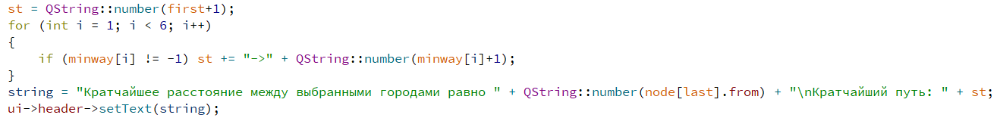 st = QString::number(first+1);
for (int i = 1; i < 6; i++)
{
    if (minway[i] != -1) st += "->" + QString::number(minway[i]+1);
}
string = "Кратчайшее расстояние между выбранными городами равно " + QString::number(node[last].from) + "\nКратчайший путь: " + st;
ui->header->setText(string);